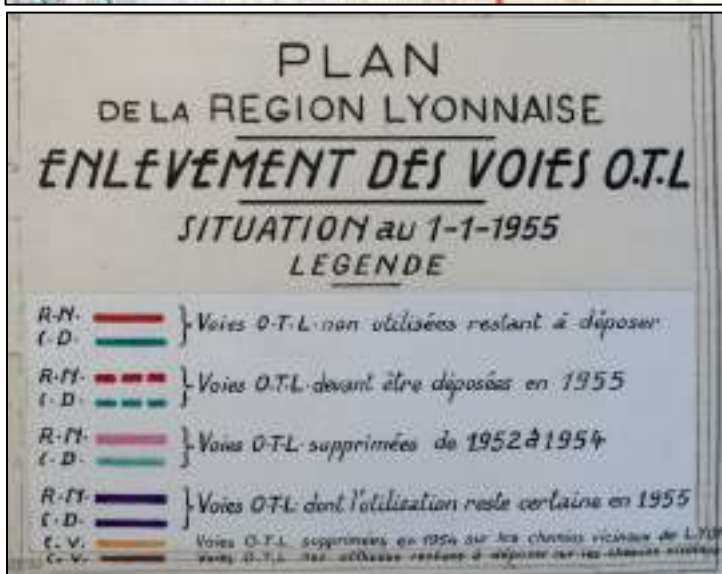 PLAN
DE LA REGION LYONNAISE
ENLEVEMENT DES VOIES O.T.L
SITUATION au 1-1-1955
LEGENDE
R.N.
C.D.
Voies O.T.L. non utilisées restant à déposer
R.N.
C.D.
Voies O.T.L. devant être déposées en 1955
R.N.
C.D.
Voies O.T.L. supprimées de 1952 à 1954
R.N.
C.D.
Voies O.T.L. dont l'utilisation reste certaine en 1955
C.V. Voies O.T.L. supprimées en 1954 sur les chemins vicinaux de
C.V. Voies O.T.L. non utilisées restant à déposer sur les chemins